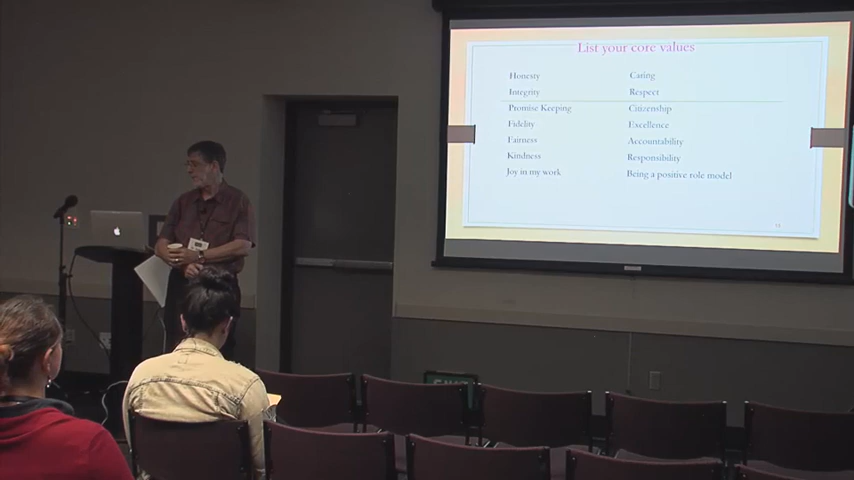 List your core values
Honesty Caring
Integrity Respect
Promise Keeping Citizenship
Fidelity Excellence
Fairness Accountability
Kindness Responsibility
Joy in my work Being a positive role model